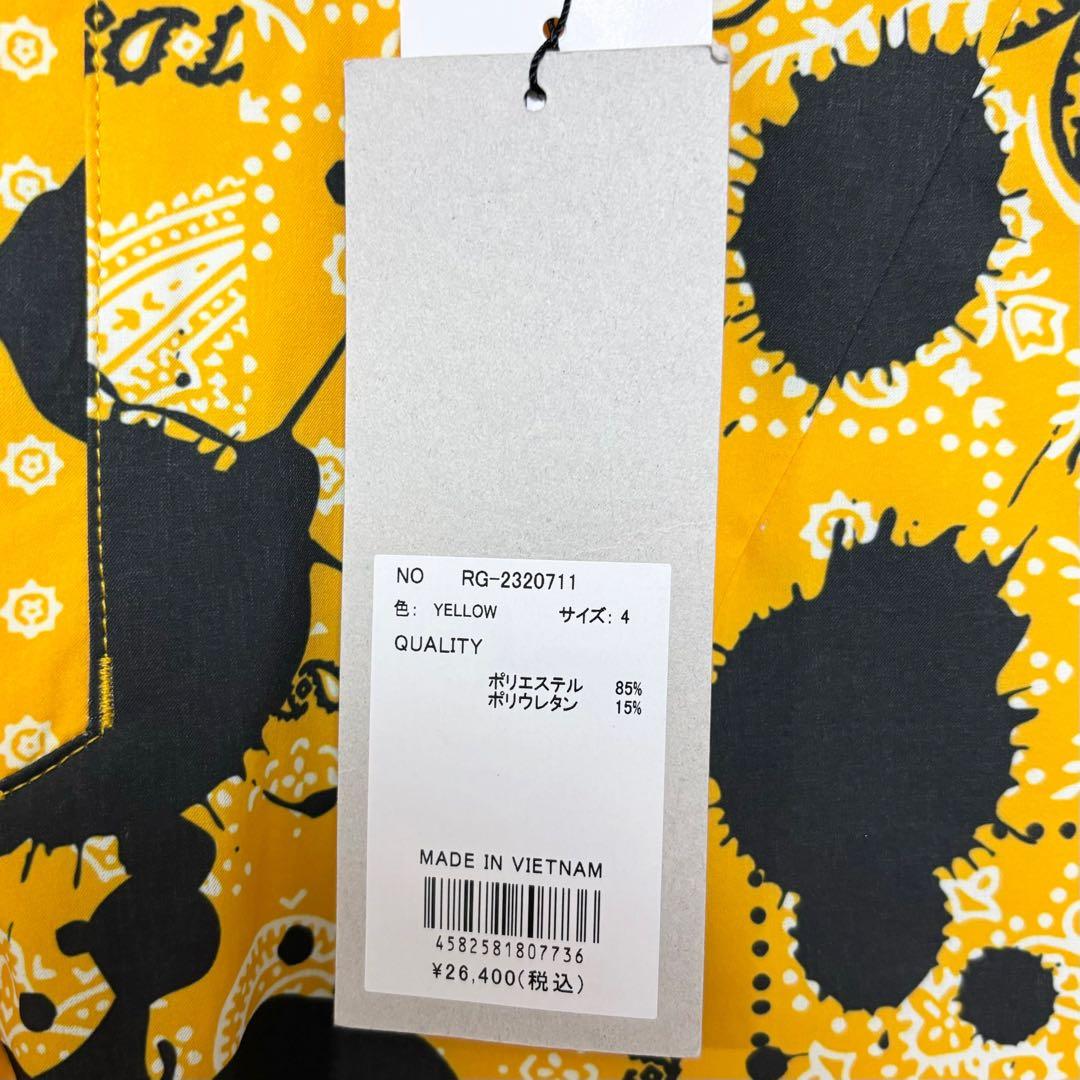 NO RG-2320711
色: YELLOW サイズ: 4
QUALITY
ポリエステル 85%
ポリウレタン 15%
MADE IN VIETNAM
4582581807736
¥26,400(税込)